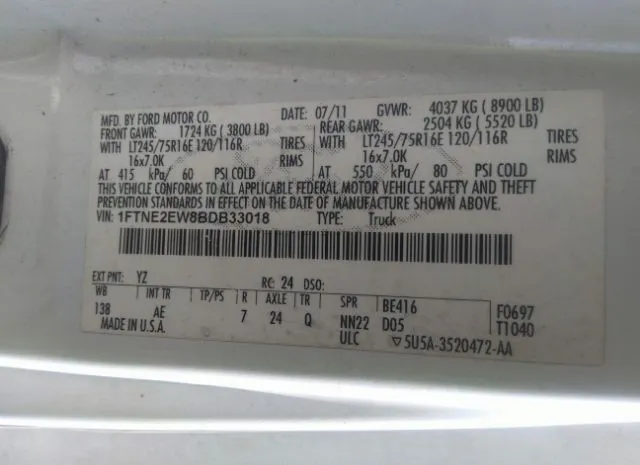 MFD. BY FORD MOTOR CO. DATE: 07/11 GVWR: 4037 KG ( 8900 LB)
FRONT GAWR: 1724 KG ( 3800 LB) REAR GAWR: 2504 KG ( 5520 LB)
WITH LT245/75R16E 120/116R TIRES WITH LT245/75R16E 120/116R TIRES
16x7.0K RIMS 16x7.0K RIMS
AT 415 kPa/ 60 PSI COLD AT 550 kPa/ 80 PSI COLD
THIS VEHICLE CONFORMS TO ALL APPLICABLE FEDERAL MOTOR VEHICLE SAFETY AND THEFT
PREVENTION STANDARDS IN EFFECT ON THE DATE OF MANUFACTURE SHOWN ABOVE.
VIN: 1FTNE2EW8BDB33018 TYPE: Truck
EXT PNT: YZ RC: 24 DSO:
WB INT TR TP/PS R AXLE TR SPR BE416 F0697
138 AE 7 24 Q NN22 D05 T1040
MADE IN U.S.A. ULC ▽5U5A-3520472-AA